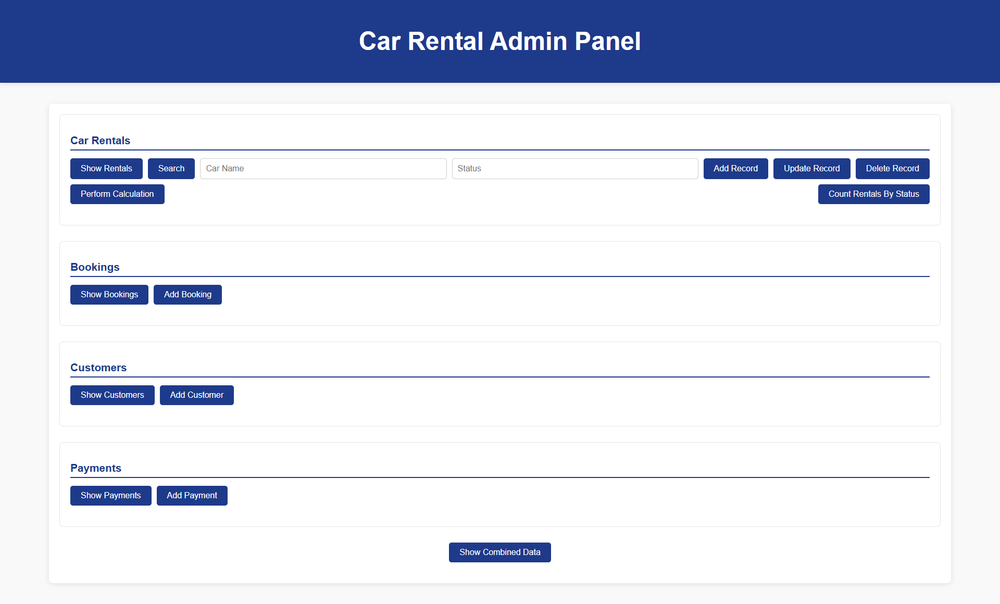 Car Rental Admin Panel
Car Rentals
Show Rentals Search Car Name Status Add Record Update Record Delete Record
Perform Calculation Count Rentals By Status
Bookings
Show Bookings Add Booking
Customers
Show Customers Add Customer
Payments
Show Payments Add Payment
Show Combined Data